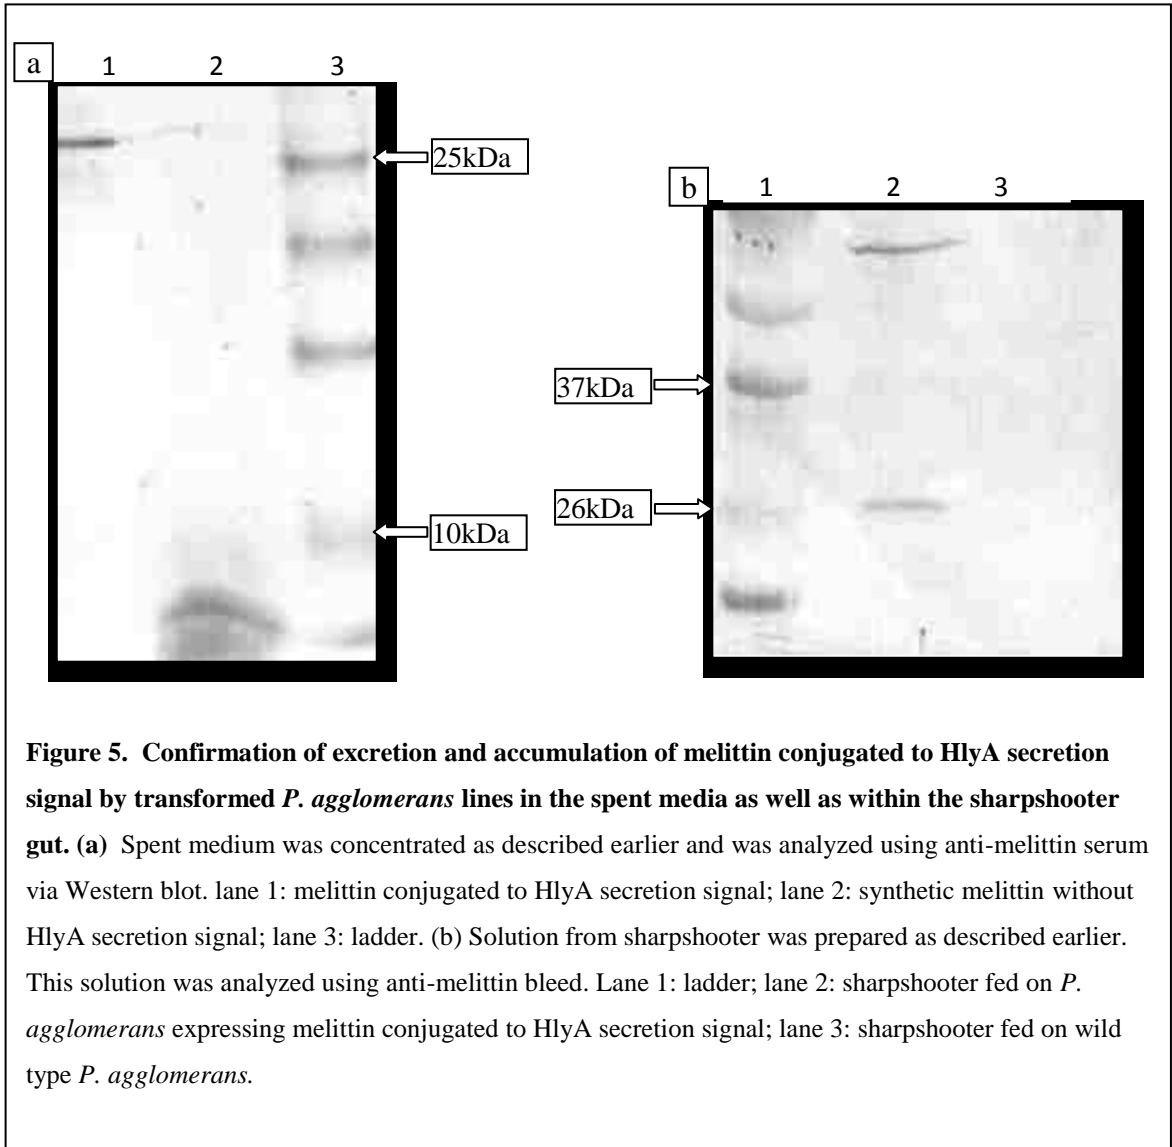 a
1 2 3
25kDa
10kDa
b
1 2 3
37kDa
26kDa
Figure 5. Confirmation of excretion and accumulation of melittin conjugated to HlyA secretion
signal by transformed P. agglomerans lines in the spent media as well as within the sharpshooter
gut. (a) Spent medium was concentrated as described earlier and was analyzed using anti-melittin serum
via Western blot. lane 1: melittin conjugated to HlyA secretion signal; lane 2: synthetic melittin without
HlyA secretion signal; lane 3: ladder. (b) Solution from sharpshooter was prepared as described earlier.
This solution was analyzed using anti-melittin bleed. Lane 1: ladder; lane 2: sharpshooter fed on P.
agglomerans expressing melittin conjugated to HlyA secretion signal; lane 3: sharpshooter fed on wild
type P. agglomerans.